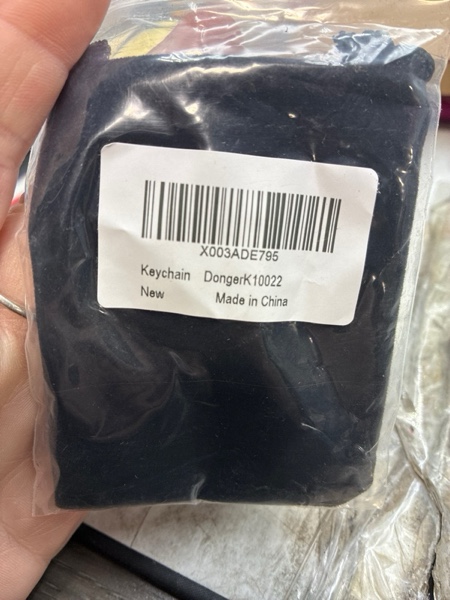 X003ADE795
Keychain DongerK10022
New Made in China